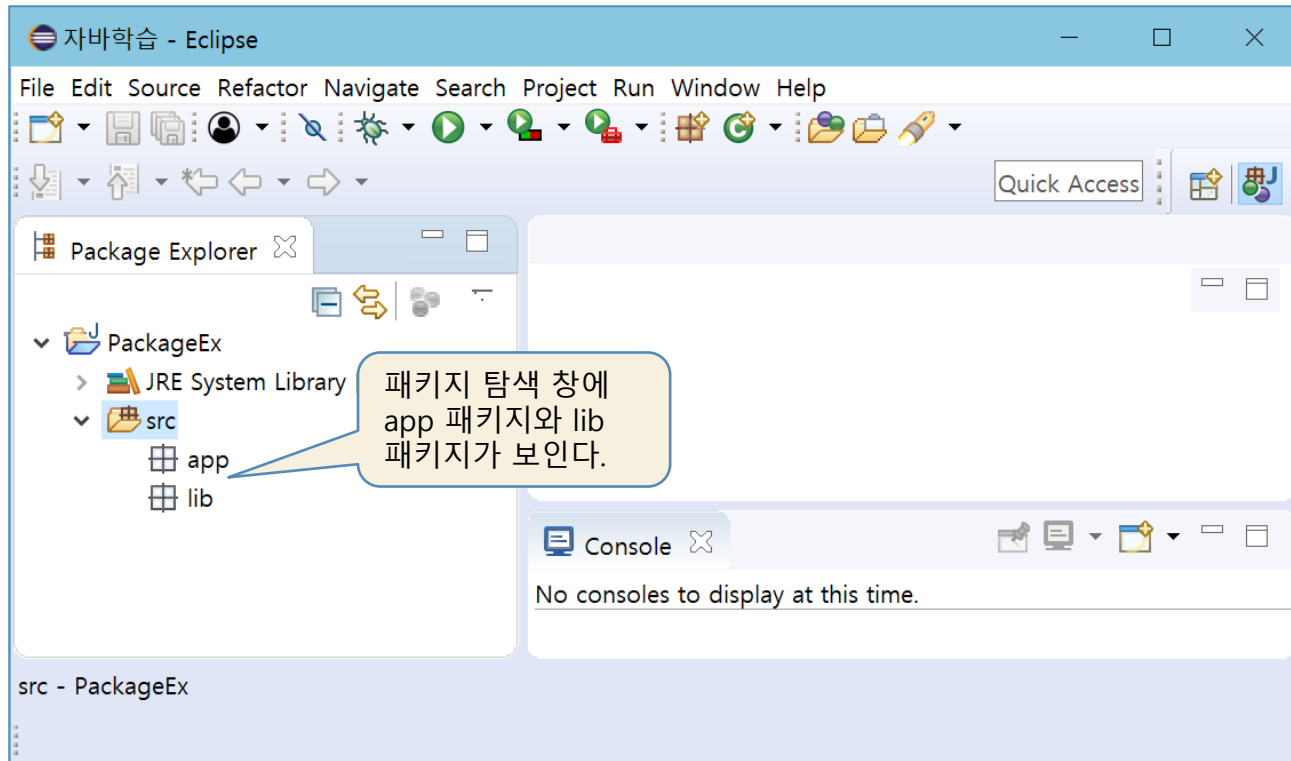 자바학습 - Eclipse
File Edit Source Refactor Navigate Search Project Run Window Help
Quick Access
Package Explorer
PackageEx
JRE System Library
src
app
lib
패키지 탐색 창에
app 패키지와 lib
패키지가 보인다.
Console
No consoles to display at this time.
src - PackageEx